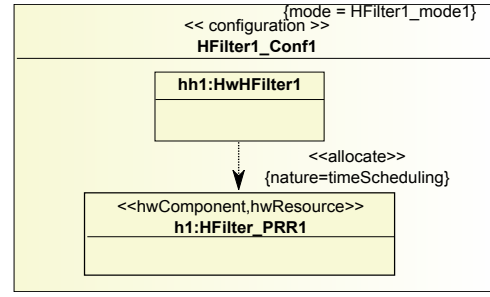 {mode = HFilter1_mode1}
<< configuration >>
HFilter1_Conf1
hh1:HwHFilter1
<<allocate>>
{nature=timeScheduling}
<<hwComponent,hwResource>>
h1:HFilter_PRR1